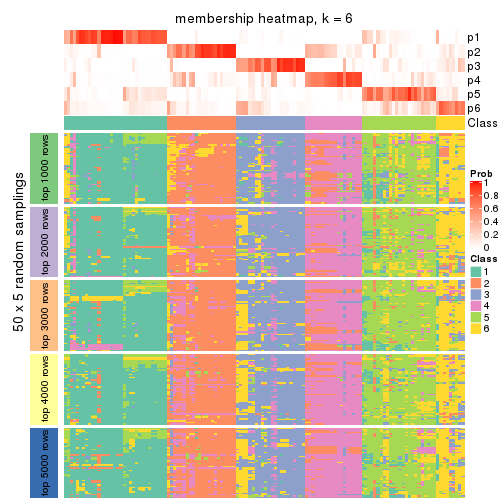 membership heatmap, k = 6
p1
p2
p3
p4
p5
p6
Class
50 x 5 random samplings
top 1000 rows
top 2000 rows
top 3000 rows
top 4000 rows
top 5000 rows
Prob
1
0.8
0.6
0.4
0.2
0
Class
1
2
3
4
5
6